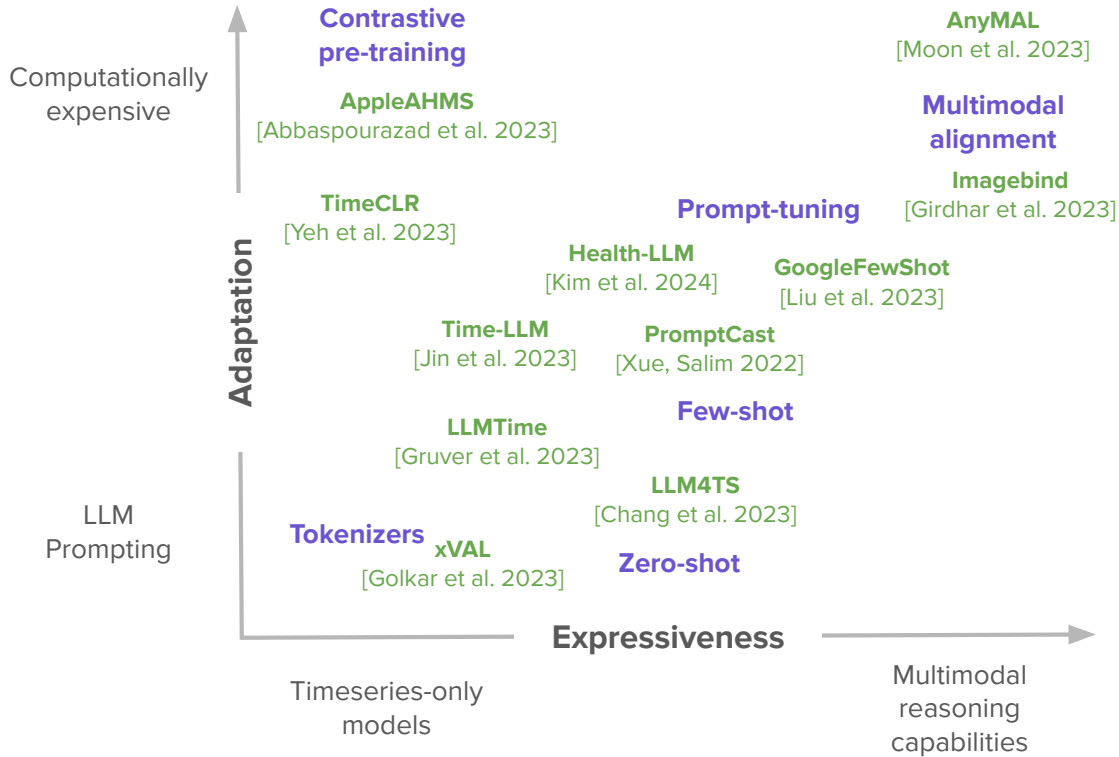 Contrastive
pre-training
AnyMAL
[Moon et al. 2023]
Computationally
expensive
AppleAHMS
[Abbaspourazad et al. 2023]
Multimodal
alignment
Imagebind
[Girdhar et al. 2023]
TimeCLR
[Yeh et al. 2023]
Prompt-tuning
Health-LLM
[Kim et al. 2024]
GoogleFewShot
[Liu et al. 2023]
Adaptation
Time-LLM
[Jin et al. 2023]
PromptCast
[Xue, Salim 2022]
Few-shot
LLMTime
[Gruver et al. 2023]
LLM4TS
[Chang et al. 2023]
LLM
Prompting
Tokenizers
xVAL
[Golkar et al. 2023]
Zero-shot
Expressiveness
Timeseries-only
models
Multimodal
reasoning
capabilities